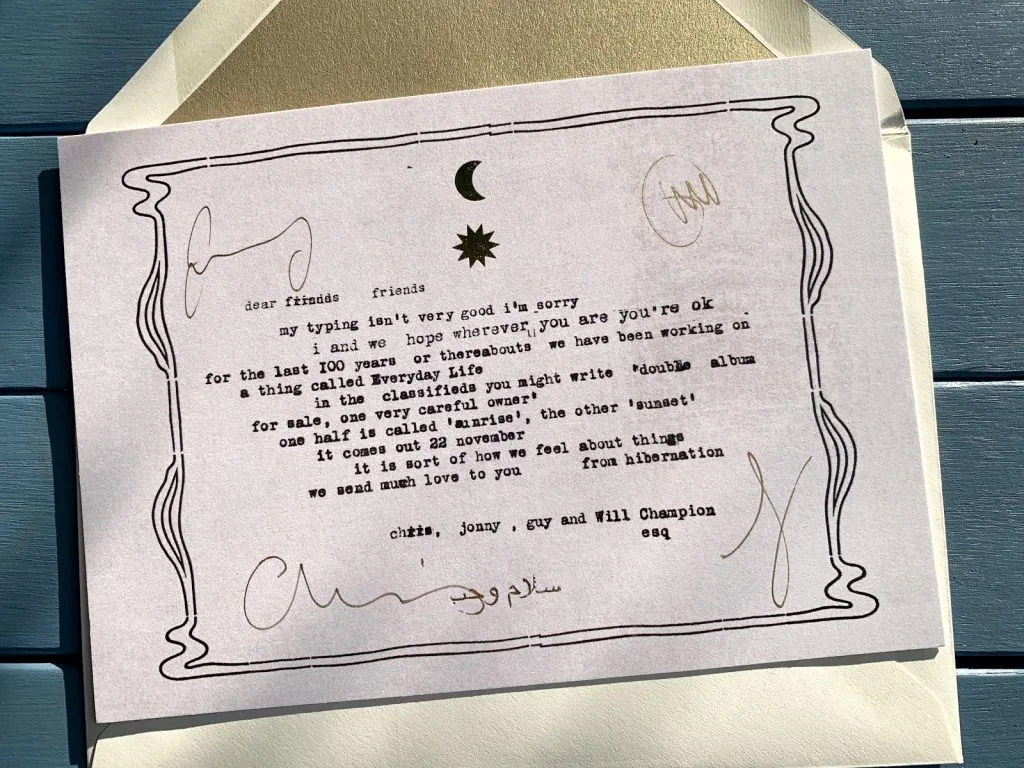 dear friends friends
my typing isn't very good i'm sorry
i and we hope wherever you are you're ok
for the last 100 years or thereabouts we have been working on
a thing called Everyday Life
in the classifieds you might write 'double album
for sale, one very careful owner'
one half is called 'sunrise', the other 'sunset'
it comes out 22 november
it is sort of how we feel about things
we send much love to you from hibernation
chris, jonny , guy and Will Champion
esq
Chris
سلام و حب